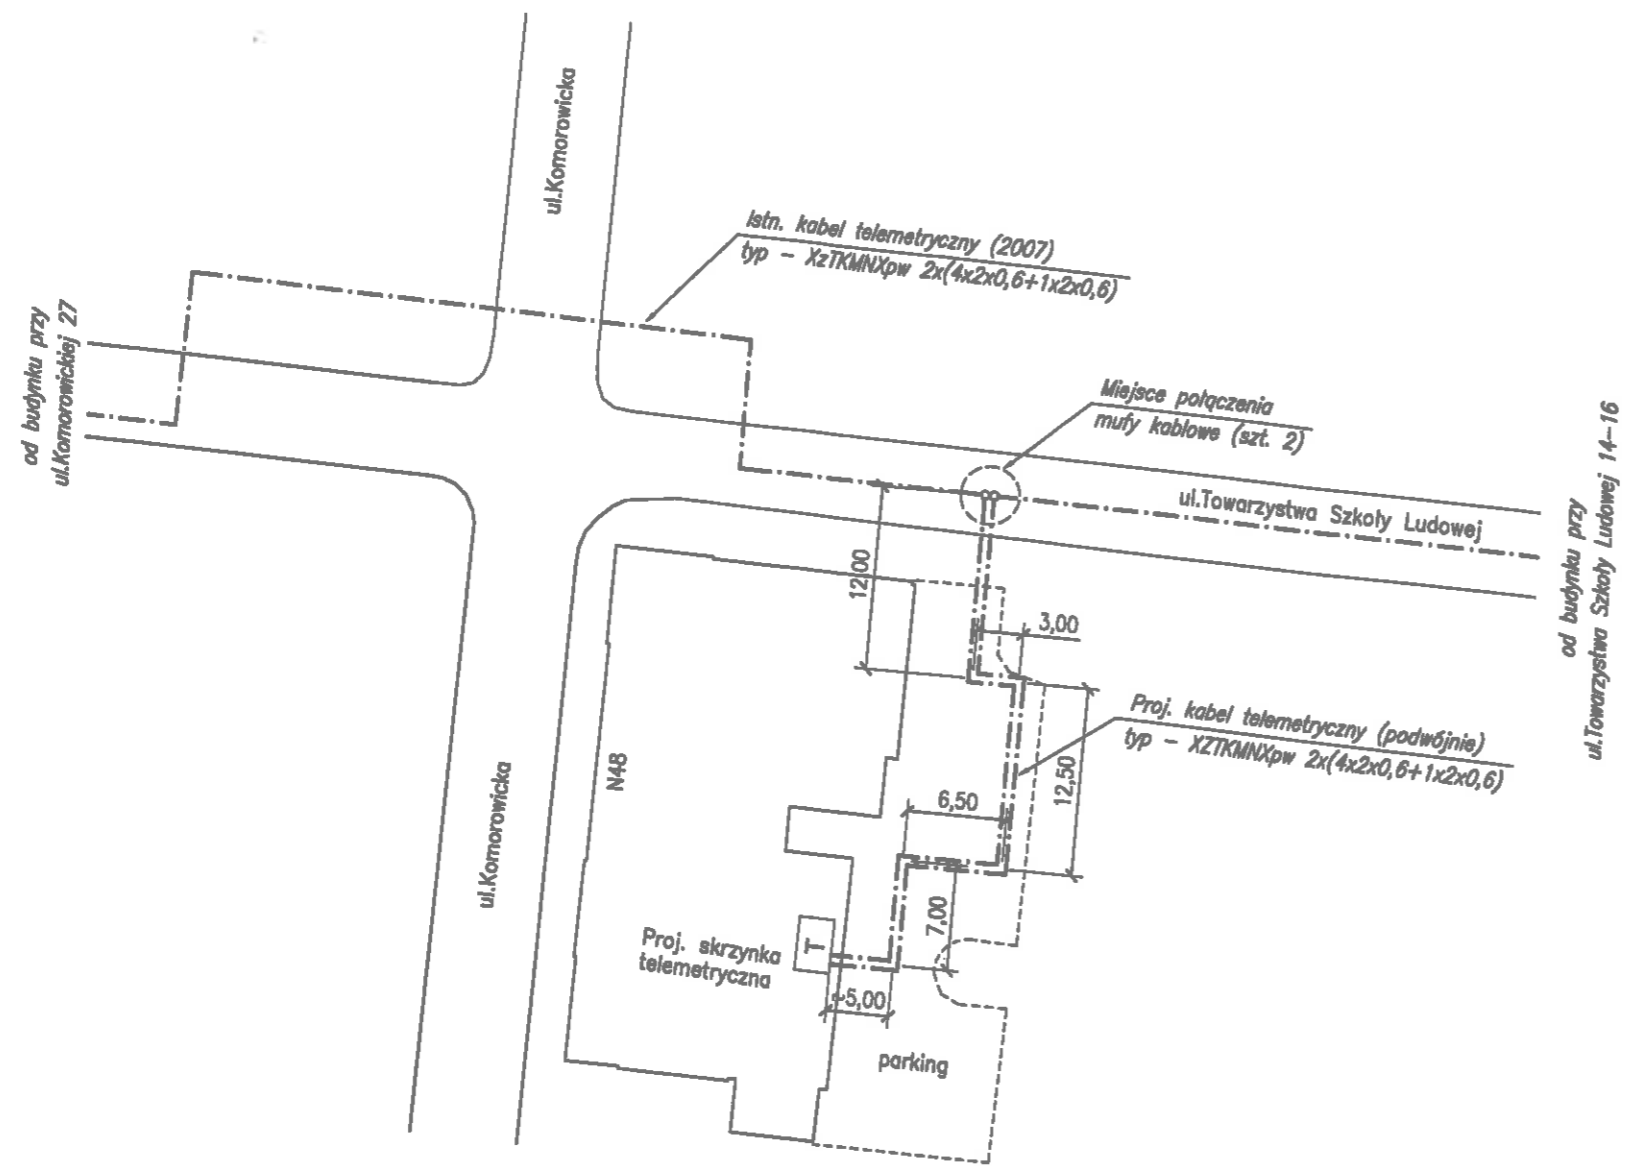 ul.Komorowicka
Istn. kabel telemetryczny (2007)
typ - XzTKMNXpw 2x(4x2x0,6+1x2x0,6)
od budynku przy
ul.Komorowickiej 27
Miejsce połączenia
mufy kablowe (szt. 2)
ul.Towarzystwa Szkoły Ludowej
od budynku przy
ul.Towarzystwa Szkoły Ludowej 14-16
12,00
3,00
Proj. kabel telemetryczny (podwójnie)
typ - XZTKMNXpw 2x(4x2x0,6+1x2x0,6)
12,50
6,50
N48
ul.Komorowicka
7,00
T
Proj. skrzynka
telemetryczna
~5,00
parking